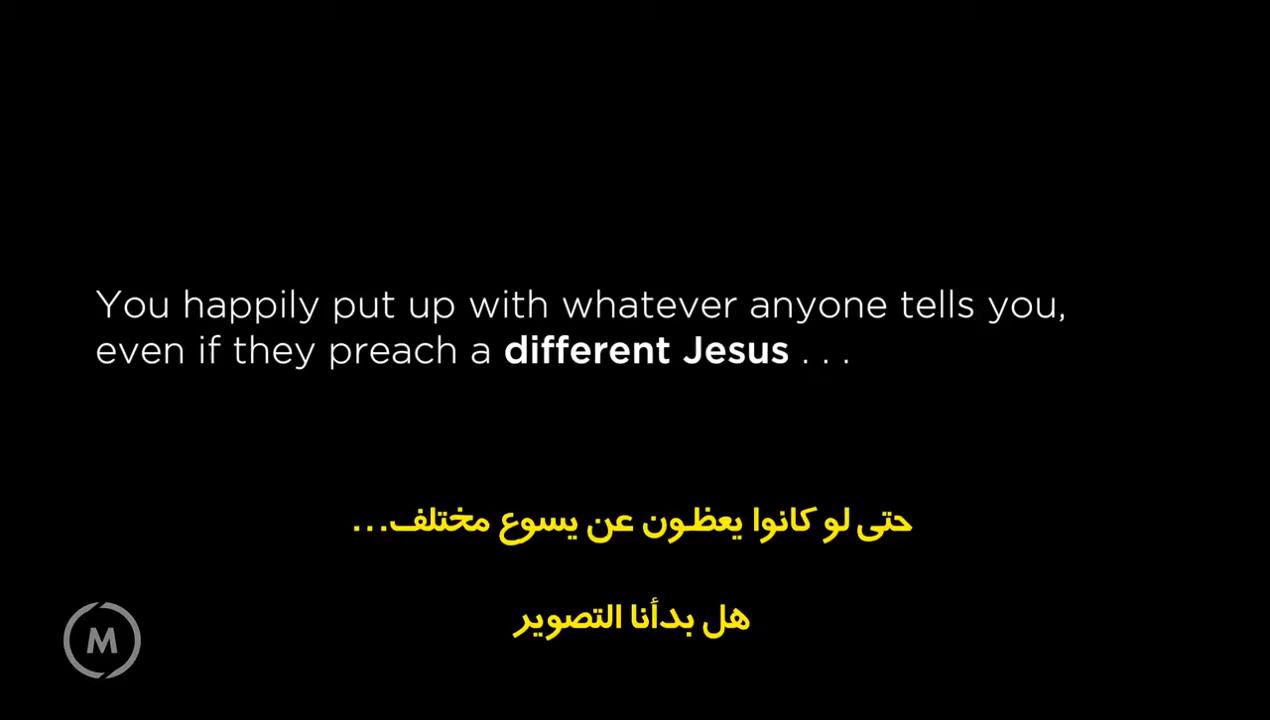 You happily put up with whatever anyone tells you,
even if they preach a different Jesus . . .
حتى لو كانوا يعظون عن يسوع مختلف...
هل بدأنا التصوير
M